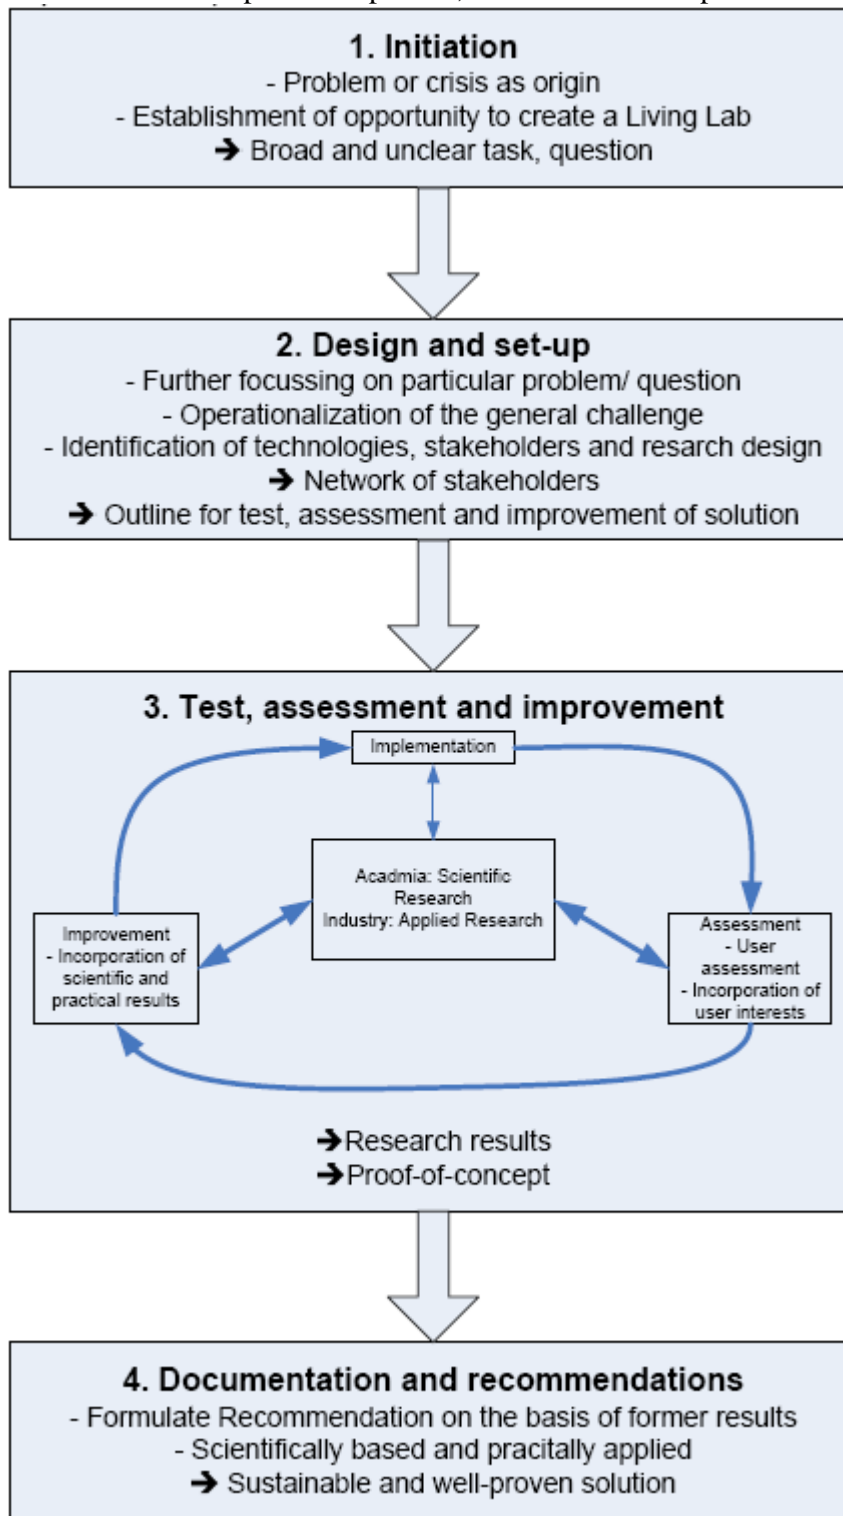 1. Initiation
- Problem or crisis as origin
- Establishment of opportunity to create a Living Lab
➔ Broad and unclear task, question
2. Design and set-up
- Further focussing on particular problem/ question
- Operationalization of the general challenge
- Identification of technologies, stakeholders and resarch design
➔ Network of stakeholders
➔ Outline for test, assessment and improvement of solution
3. Test, assessment and improvement
Implementation
Acadmia: Scientific
Research
Industry: Applied Research
Improvement
- Incorporation of
scientific and
practical results
Assessment
- User
assessment
- Incorporation of
user interests
➔Research results
➔Proof-of-concept
4. Documentation and recommendations
- Formulate Recommendation on the basis of former results
- Scientifically based and pracitally applied
➔ Sustainable and well-proven solution